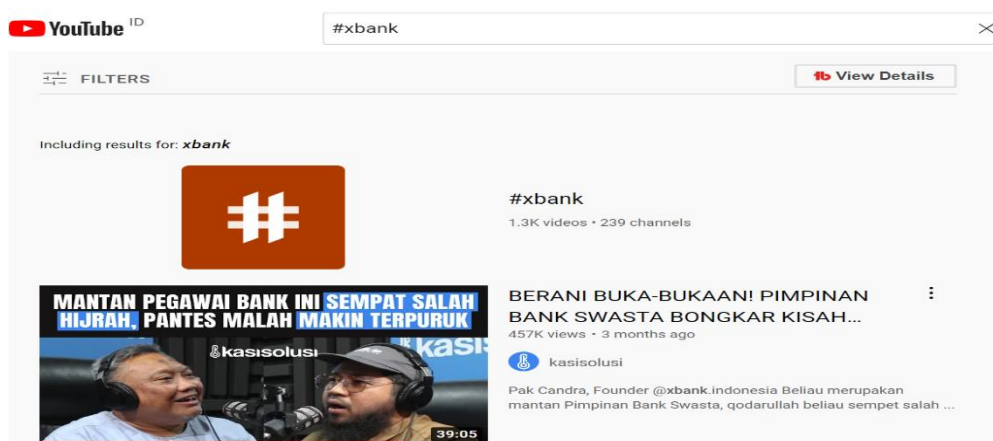 YouTube ID
#xbank
FILTERS
View Details
Including results for: xbank
#
#xbank
1.3K videos • 239 channels
MANTAN PEGAWAI BANK INI SEMPAT SALAH
HIJRAH, PANTES MALAH MAKIN TERPURUK
kasisolusi
kasis
39:05
BERANI BUKA-BUKAAN! PIMPINAN
BANK SWASTA BONGKAR KISAH...
457K views • 3 months ago
kasisolusi
Pak Candra, Founder @xbank.indonesia Beliau merupakan
mantan Pimpinan Bank Swasta, qodarullah beliau sempet salah ...